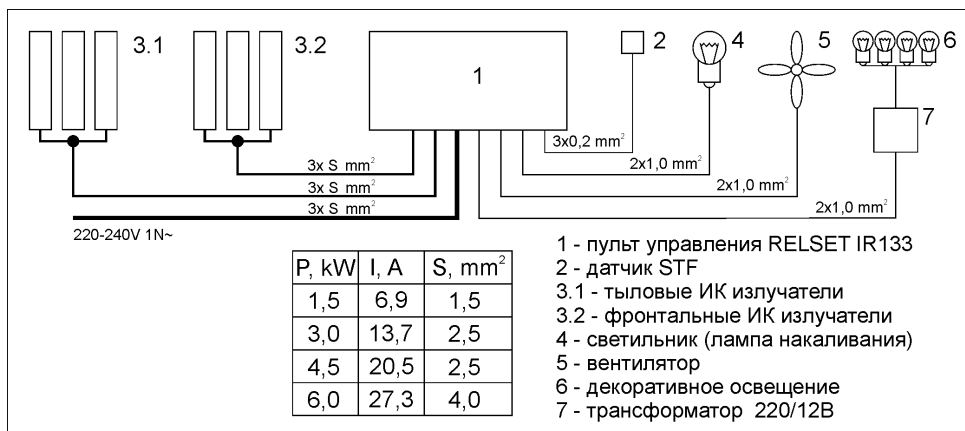 3.1
3.2
1
2
4
5
6
7
3x0,2 mm²
3x S mm²
2x1,0 mm²
3x S mm²
2x1,0 mm²
3x S mm²
2x1,0 mm²
220-240V 1N~
P, kW I, A S, mm²
1,5 6,9 1,5
3,0 13,7 2,5
4,5 20,5 2,5
6,0 27,3 4,0
1 - пульт управления RELSET IR133
2 - датчик STF
3.1 - тыловые ИК излучатели
3.2 - фронтальные ИК излучатели
4 - светильник (лампа накаливания)
5 - вентилятор
6 - декоративное освещение
7 - трансформатор 220/12В